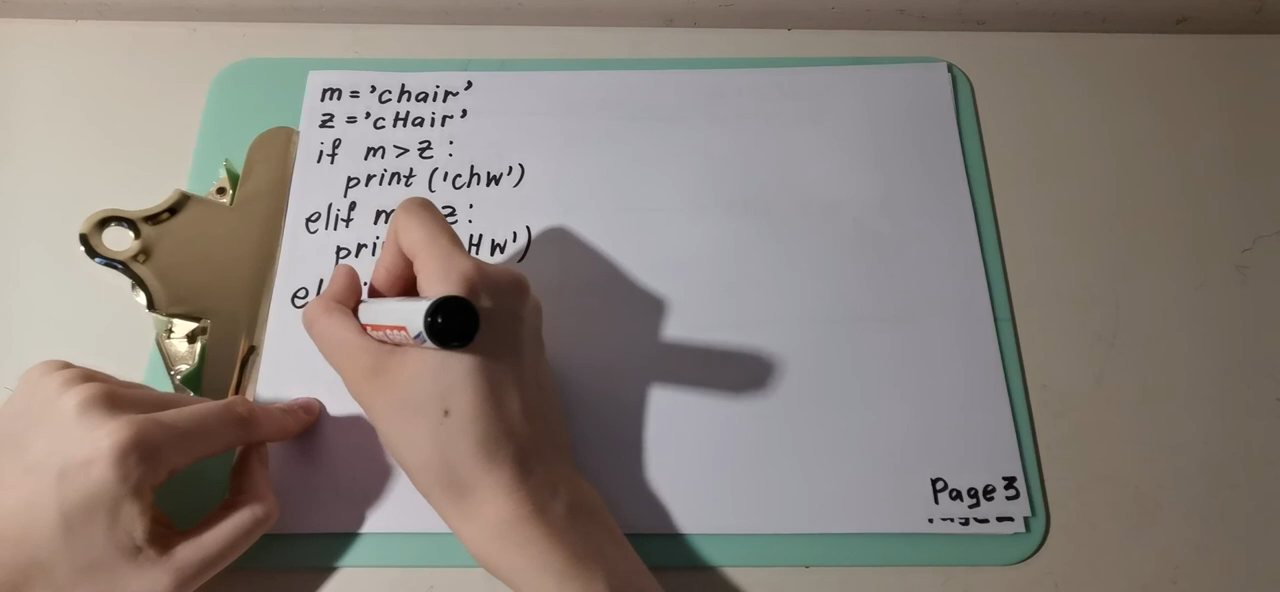 m='chair'
z='cHair'
if m>z:
print ('chw')
elif z:
Hw')
Page 3